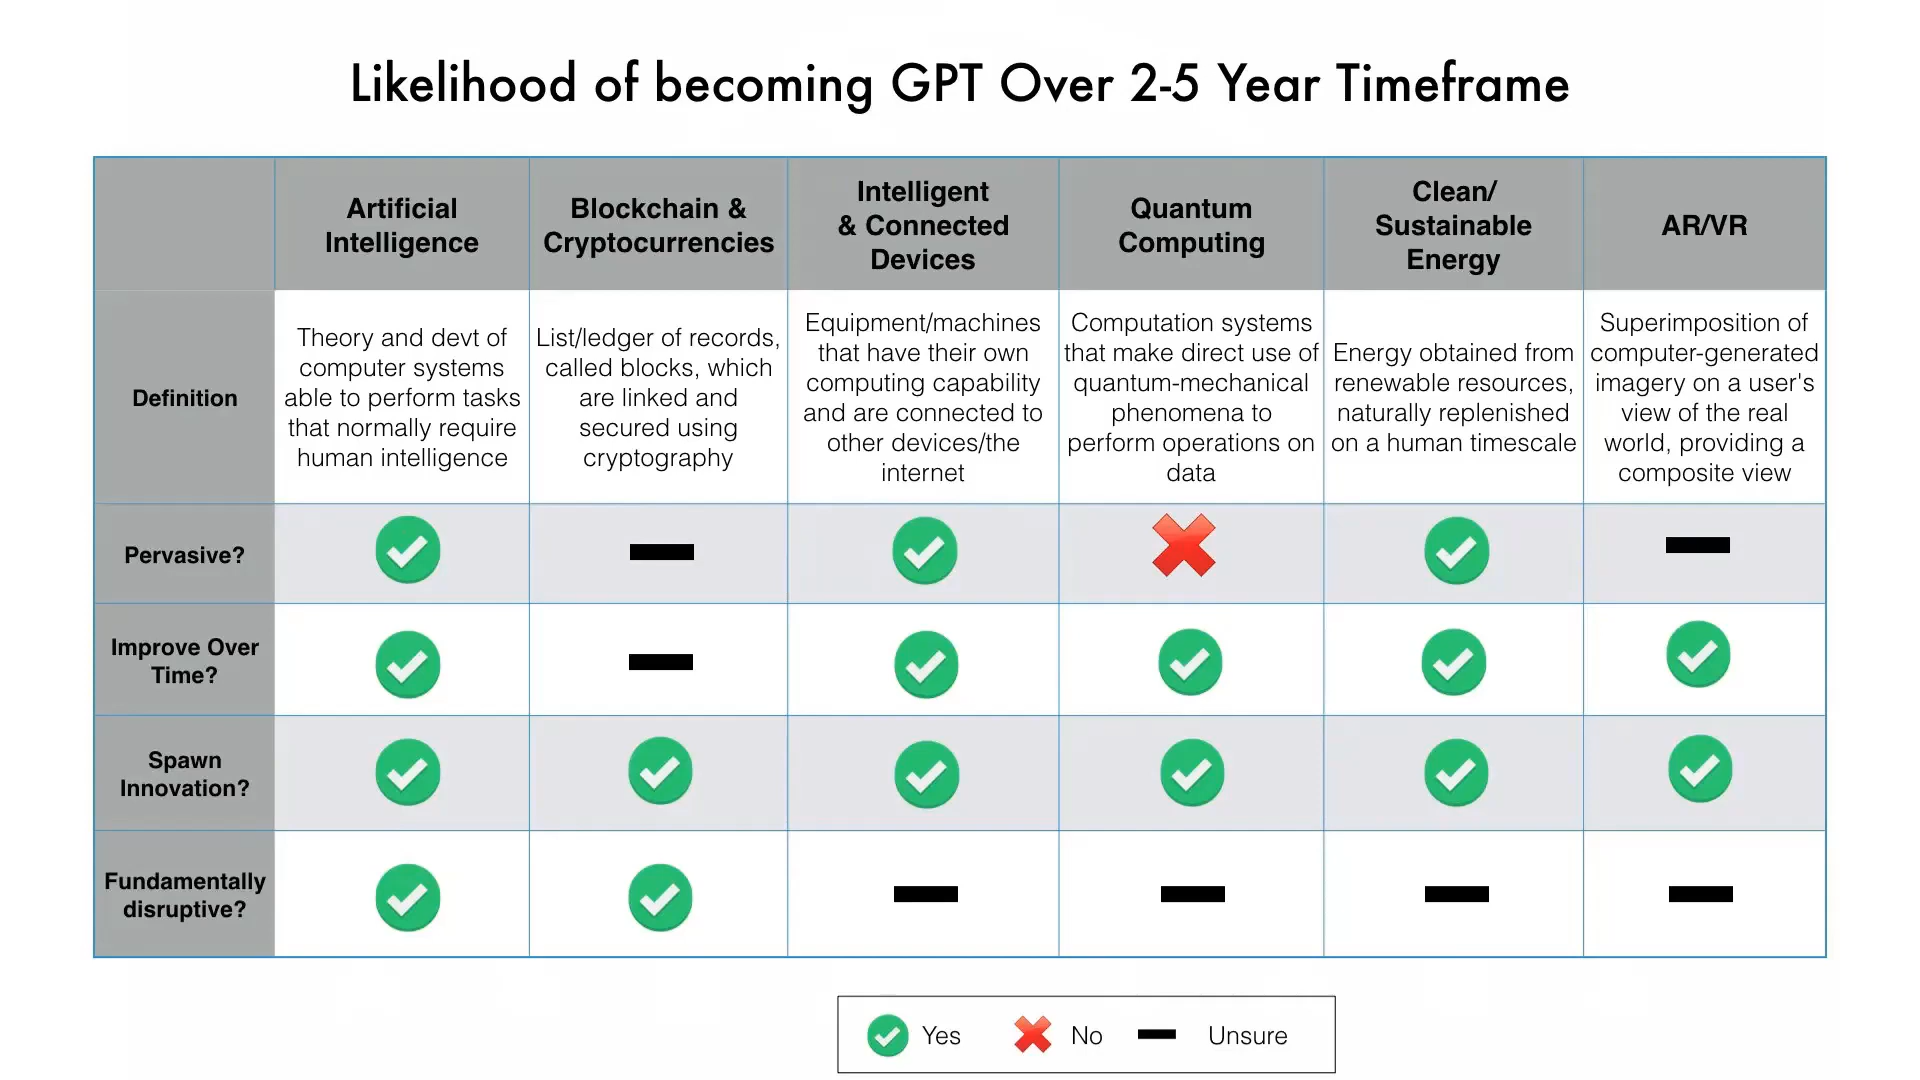 Likelihood of becoming GPT Over 2-5 Year Timeframe
Artificial
Intelligence
Blockchain &
Cryptocurrencies
Intelligent
& Connected
Devices
Quantum
Computing
Clean/
Sustainable
Energy
AR/VR
Definition
Theory and devt of
computer systems
able to perform tasks
that normally require
human intelligence
List/ledger of records,
called blocks, which
are linked and
secured using
cryptography
Equipment/machines
that have their own
computing capability
and are connected to
other devices/the
internet
Computation systems
that make direct use of
quantum-mechanical
phenomena to
perform operations on
data
Energy obtained from
renewable resources,
naturally replenished
on a human timescale
Superimposition of
computer-generated
imagery on a user's
view of the real
world, providing a
composite view
Pervasive?
Improve Over
Time?
Spawn
Innovation?
Fundamentally
disruptive?
Yes No Unsure